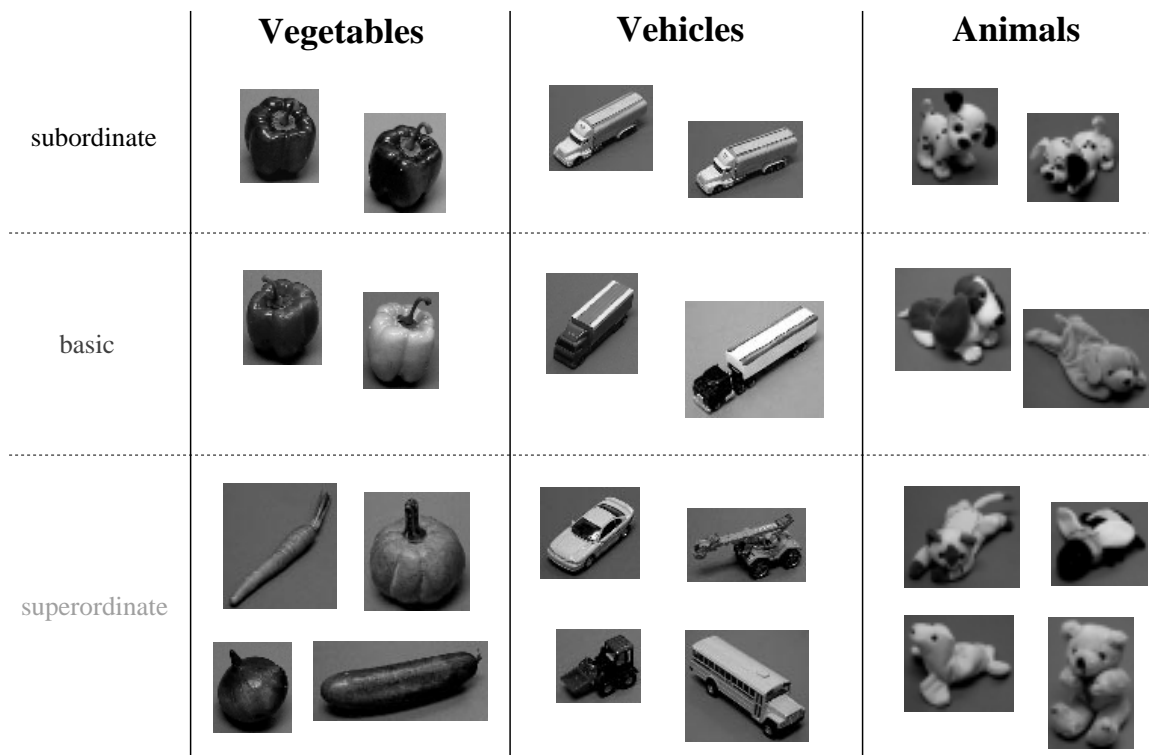 Vegetables Vehicles Animals
subordinate
basic
superordinate